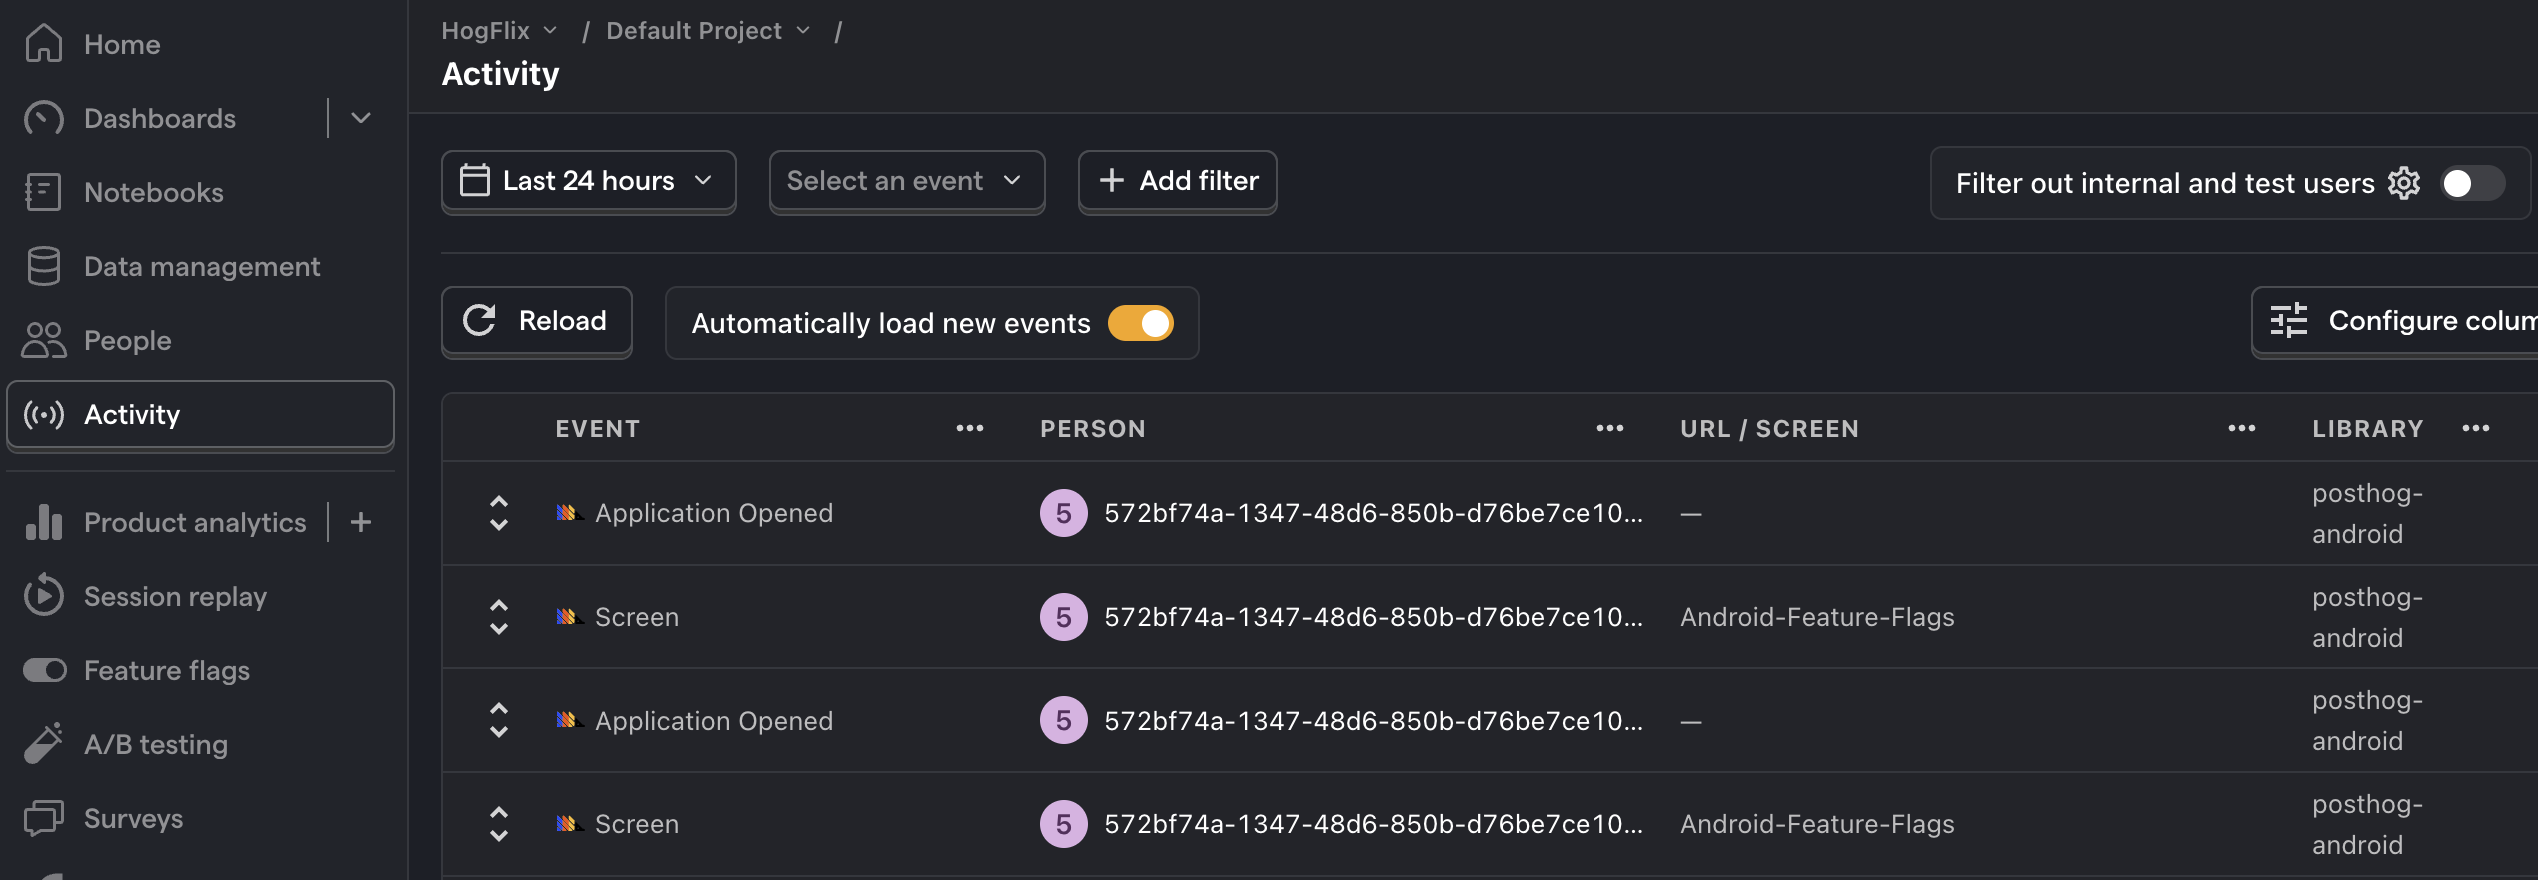 Home
Dashboards
Notebooks
Data management
People
Activity
Product analytics
Session replay
Feature flags
A/B testing
Surveys
HogFlix / Default Project /
Activity
Last 24 hours Select an event + Add filter Filter out internal and test users
Reload Automatically load new events Configure colum
EVENT ••• PERSON ••• URL / SCREEN ••• LIBRARY •••
Application Opened 5 572bf74a-1347-48d6-850b-d76be7ce10... — posthog-
android
Screen 5 572bf74a-1347-48d6-850b-d76be7ce10... Android-Feature-Flags posthog-
android
Application Opened 5 572bf74a-1347-48d6-850b-d76be7ce10... — posthog-
android
Screen 5 572bf74a-1347-48d6-850b-d76be7ce10... Android-Feature-Flags posthog-
android